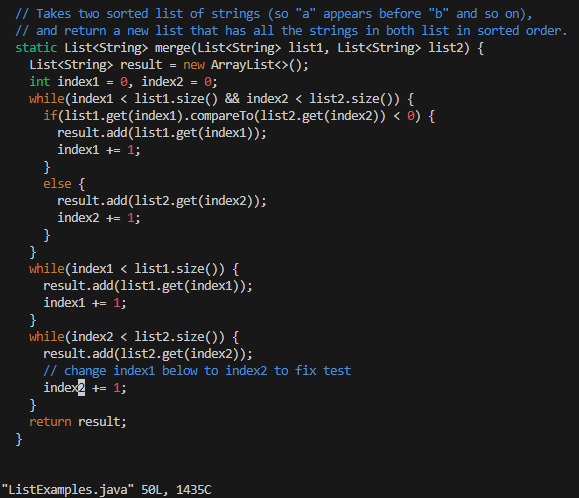 // Takes two sorted list of strings (so "a" appears before "b" and so on),
// and return a new list that has all the strings in both list in sorted order.
static List<String> merge(List<String> list1, List<String> list2) {
  List<String> result = new ArrayList<>();
  int index1 = 0, index2 = 0;
  while(index1 < list1.size() && index2 < list2.size()) {
    if(list1.get(index1).compareTo(list2.get(index2)) < 0) {
      result.add(list1.get(index1));
      index1 += 1;
    }
    else {
      result.add(list2.get(index2));
      index2 += 1;
    }
  }
  while(index1 < list1.size()) {
    result.add(list1.get(index1));
    index1 += 1;
  }
  while(index2 < list2.size()) {
    result.add(list2.get(index2));
    // change index1 below to index2 to fix test
    index2 += 1;
  }
  return result;
}
"ListExamples.java" 50L, 1435C